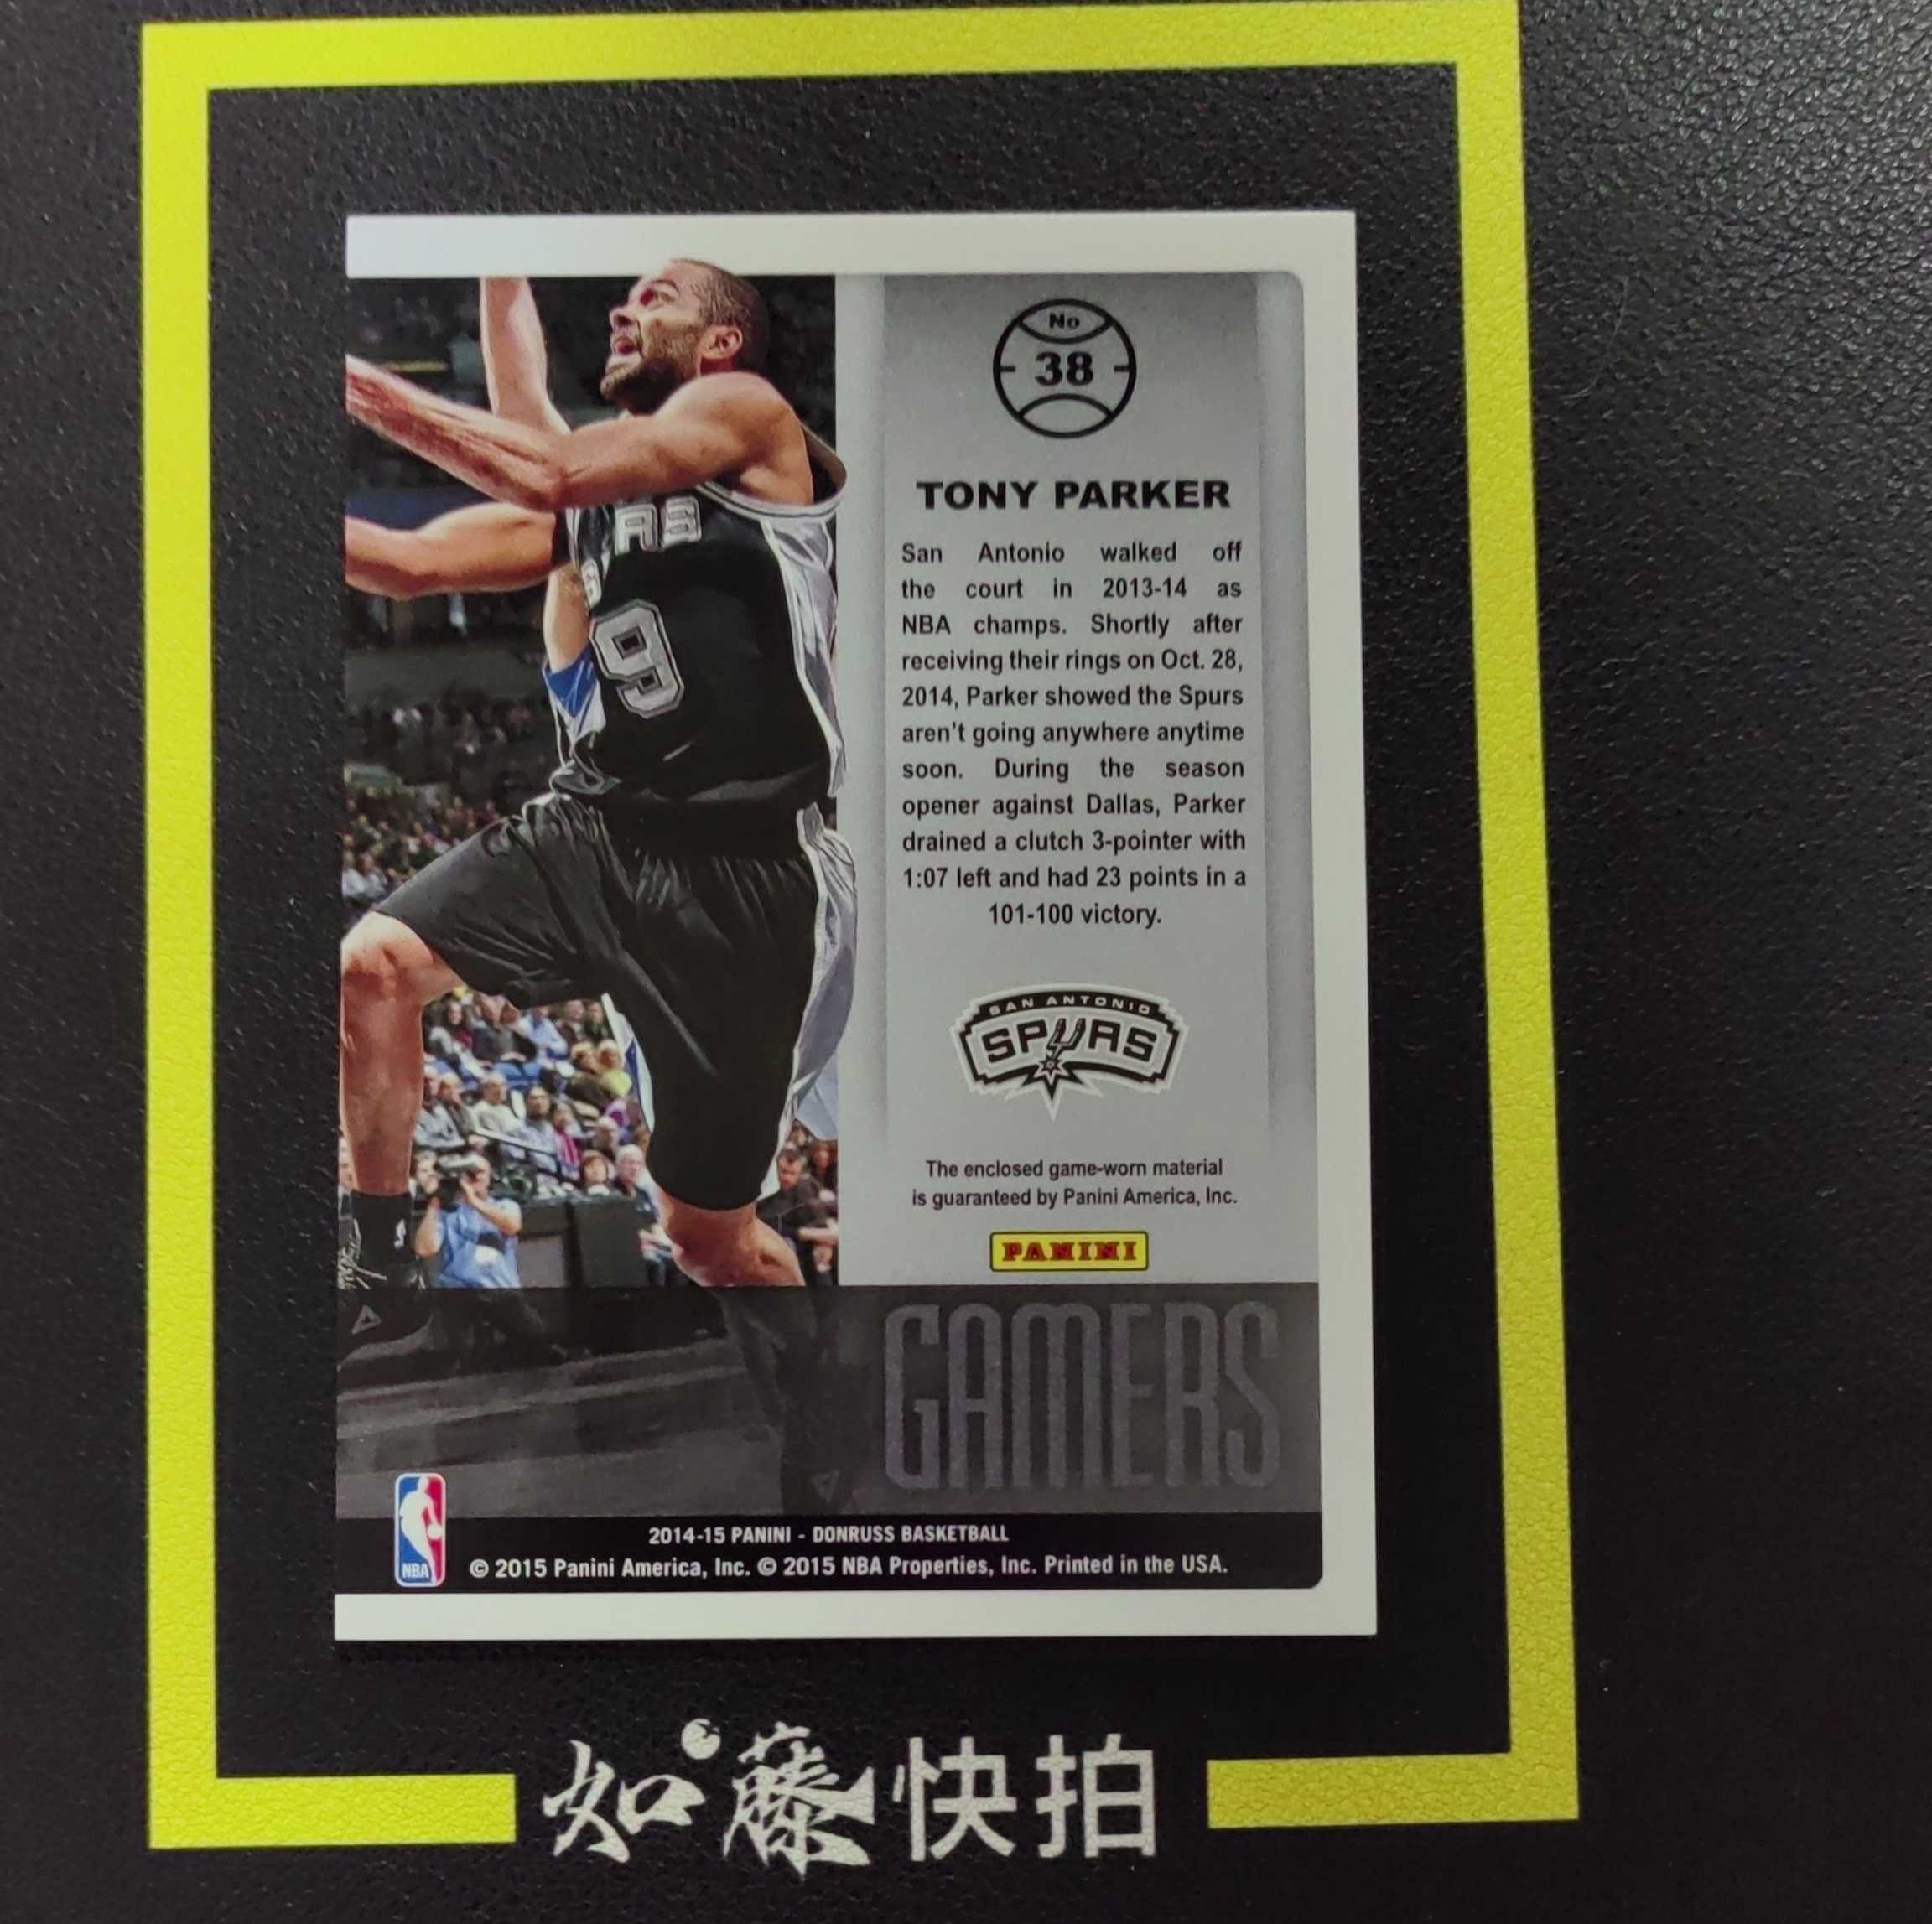 No
38
TONY PARKER
San Antonio walked off
the court in 2013-14 as
NBA champs. Shortly after
receiving their rings on Oct. 28,
2014, Parker showed the Spurs
aren't going anywhere anytime
soon. During the season
opener against Dallas, Parker
drained a clutch 3-pointer with
1:07 left and had 23 points in a
101-100 victory.
SAN ANTONIO
SPURS
The enclosed game-worn material
is guaranteed by Panini America, Inc.
PANINI
GAMERS
RS
9
NBA
2014-15 PANINI - DONRUSS BASKETBALL
© 2015 Panini America, Inc. © 2015 NBA Properties, Inc. Printed in the USA.
如藤快拍